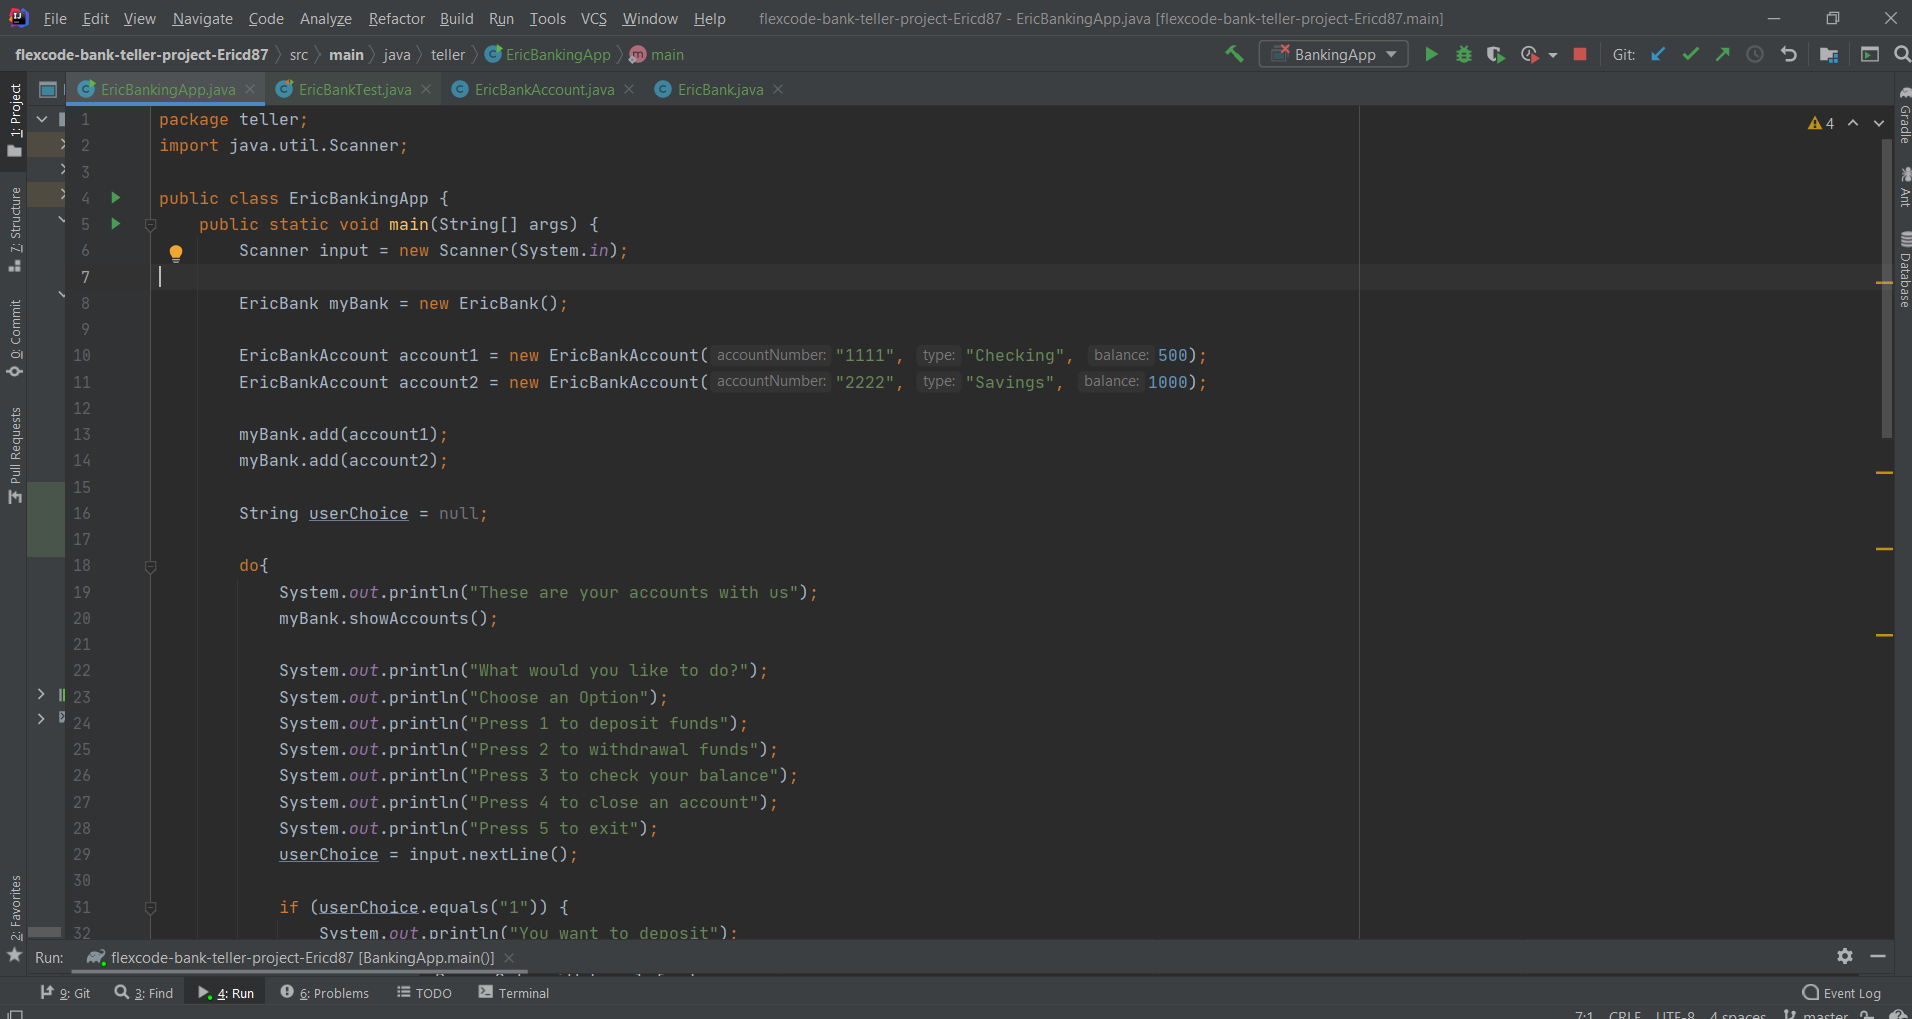 File Edit View Navigate Code Analyze Refactor Build Run Tools VCS Window Help flexcode-bank-teller-project-Ericd87 - EricBankingApp.java [flexcode-bank-teller-project-Ericd87.main]
flexcode-bank-teller-project-Ericd87 src main java teller EricBankingApp main BankingApp Git:
EricBankingApp.java EricBankTest.java EricBankAccount.java EricBank.java
1: Project
7: Structure
0: Commit
Pull Requests
2: Favorites
1 package teller;
2 import java.util.Scanner;
3
4 public class EricBankingApp {
5 public static void main(String[] args) {
6 Scanner input = new Scanner(System.in);
7
8 EricBank myBank = new EricBank();
9
10 EricBankAccount account1 = new EricBankAccount( accountNumber: "1111", type: "Checking", balance: 500);
11 EricBankAccount account2 = new EricBankAccount( accountNumber: "2222", type: "Savings", balance: 1000);
12
13 myBank.add(account1);
14 myBank.add(account2);
15
16 String userChoice = null;
17
18 do{
19 System.out.println("These are your accounts with us");
20 myBank.showAccounts();
21
22 System.out.println("What would you like to do?");
23 System.out.println("Choose an Option");
24 System.out.println("Press 1 to deposit funds");
25 System.out.println("Press 2 to withdrawal funds");
26 System.out.println("Press 3 to check your balance");
27 System.out.println("Press 4 to close an account");
28 System.out.println("Press 5 to exit");
29 userChoice = input.nextLine();
30
31 if (userChoice.equals("1")) {
32 System.out.println("You want to deposit");
4
Gradle
Ant
Database
Run: flexcode-bank-teller-project-Ericd87 [BankingApp.main()]
9: Git 3: Find 4: Run 6: Problems TODO Terminal Event Log
7:1 CRLF UTF-8 4 spaces master